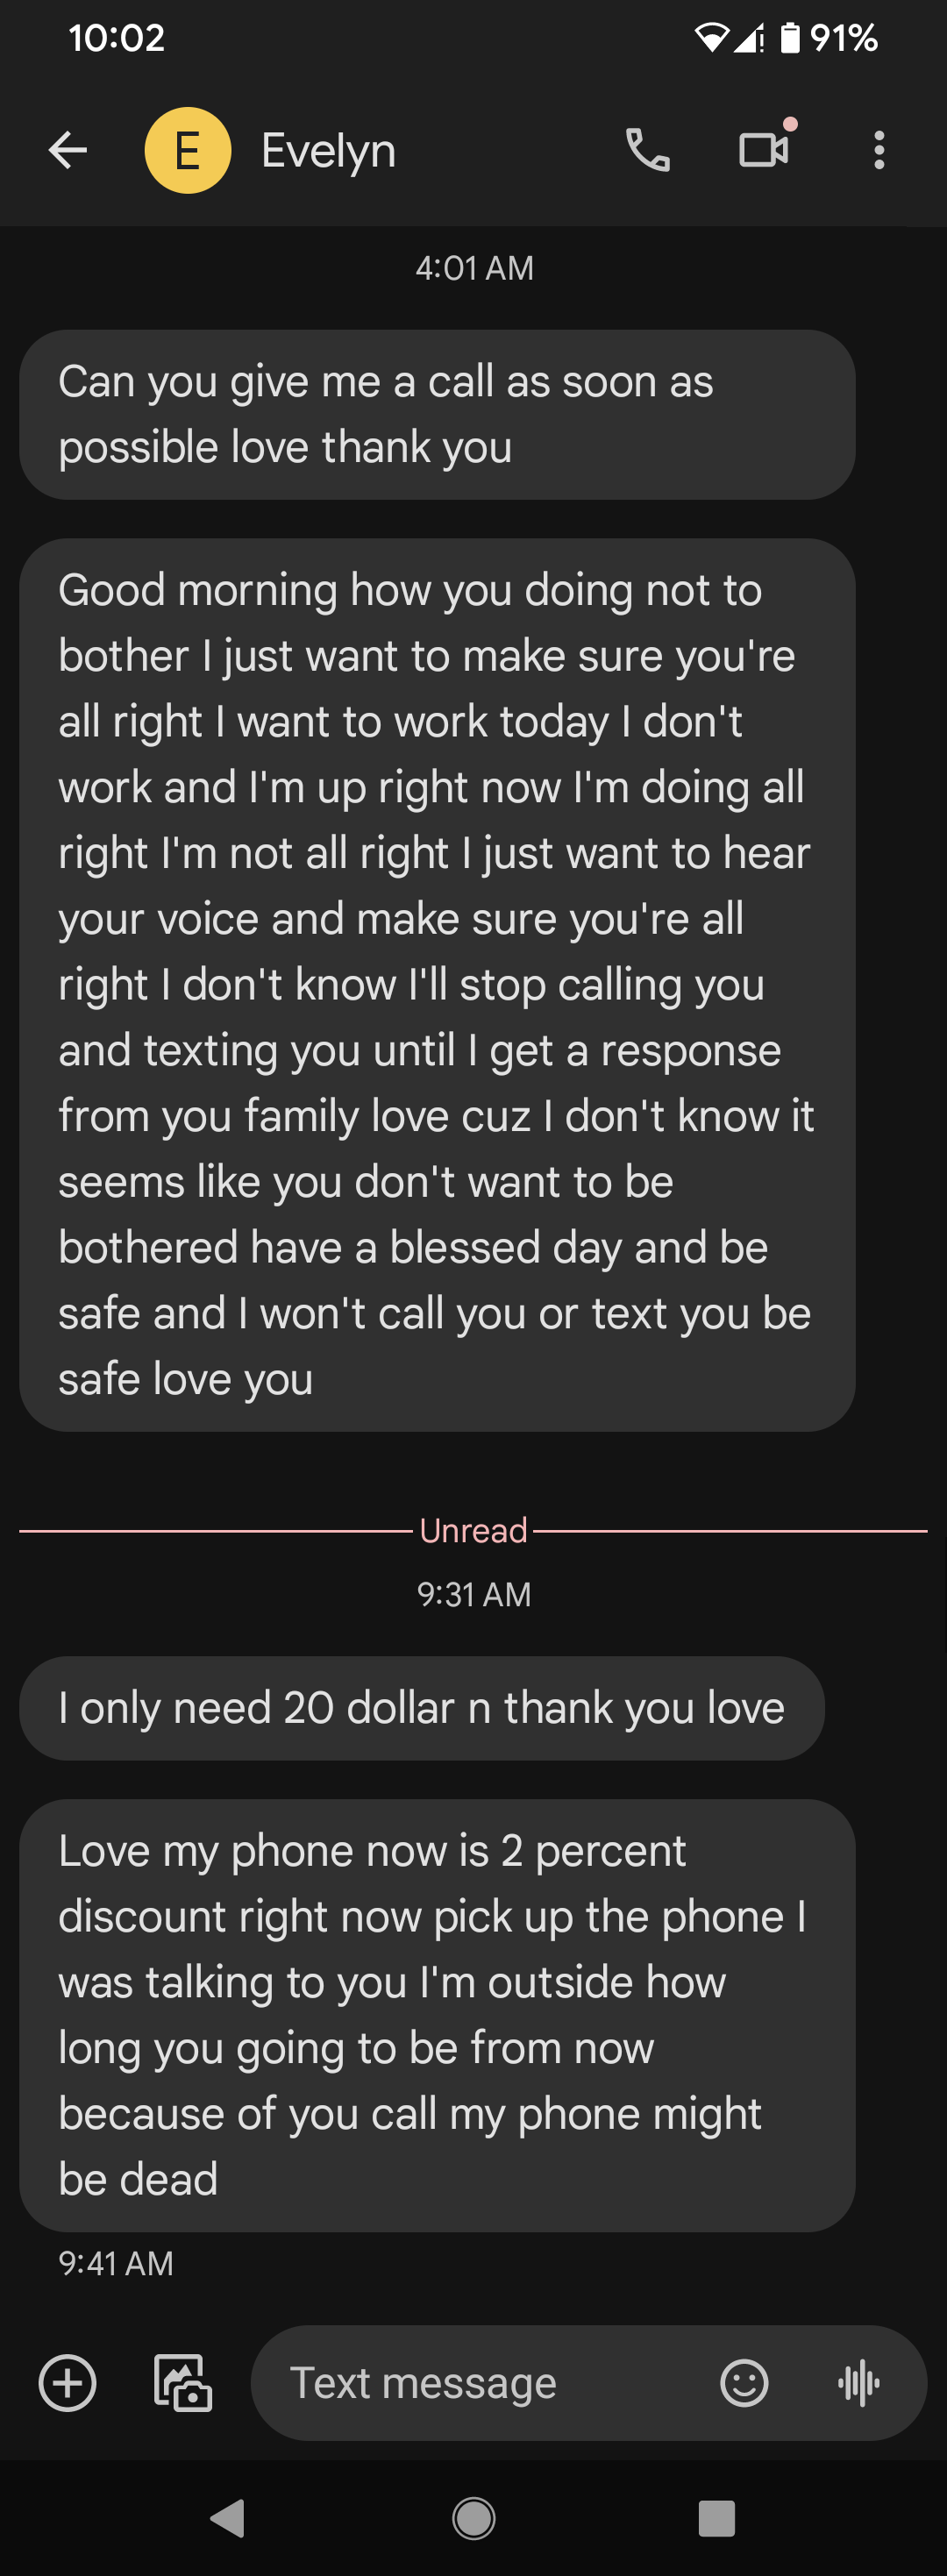 10:02 91%
E Evelyn
4:01 AM
Can you give me a call as soon as
possible love thank you
Good morning how you doing not to
bother I just want to make sure you're
all right I want to work today I don't
work and I'm up right now I'm doing all
right I'm not all right I just want to hear
your voice and make sure you're all
right I don't know I'll stop calling you
and texting you until I get a response
from you family love cuz I don't know it
seems like you don't want to be
bothered have a blessed day and be
safe and I won't call you or text you be
safe love you
Unread
9:31 AM
I only need 20 dollar n thank you love
Love my phone now is 2 percent
discount right now pick up the phone I
was talking to you I'm outside how
long you going to be from now
because of you call my phone might
be dead
9:41 AM
Text message